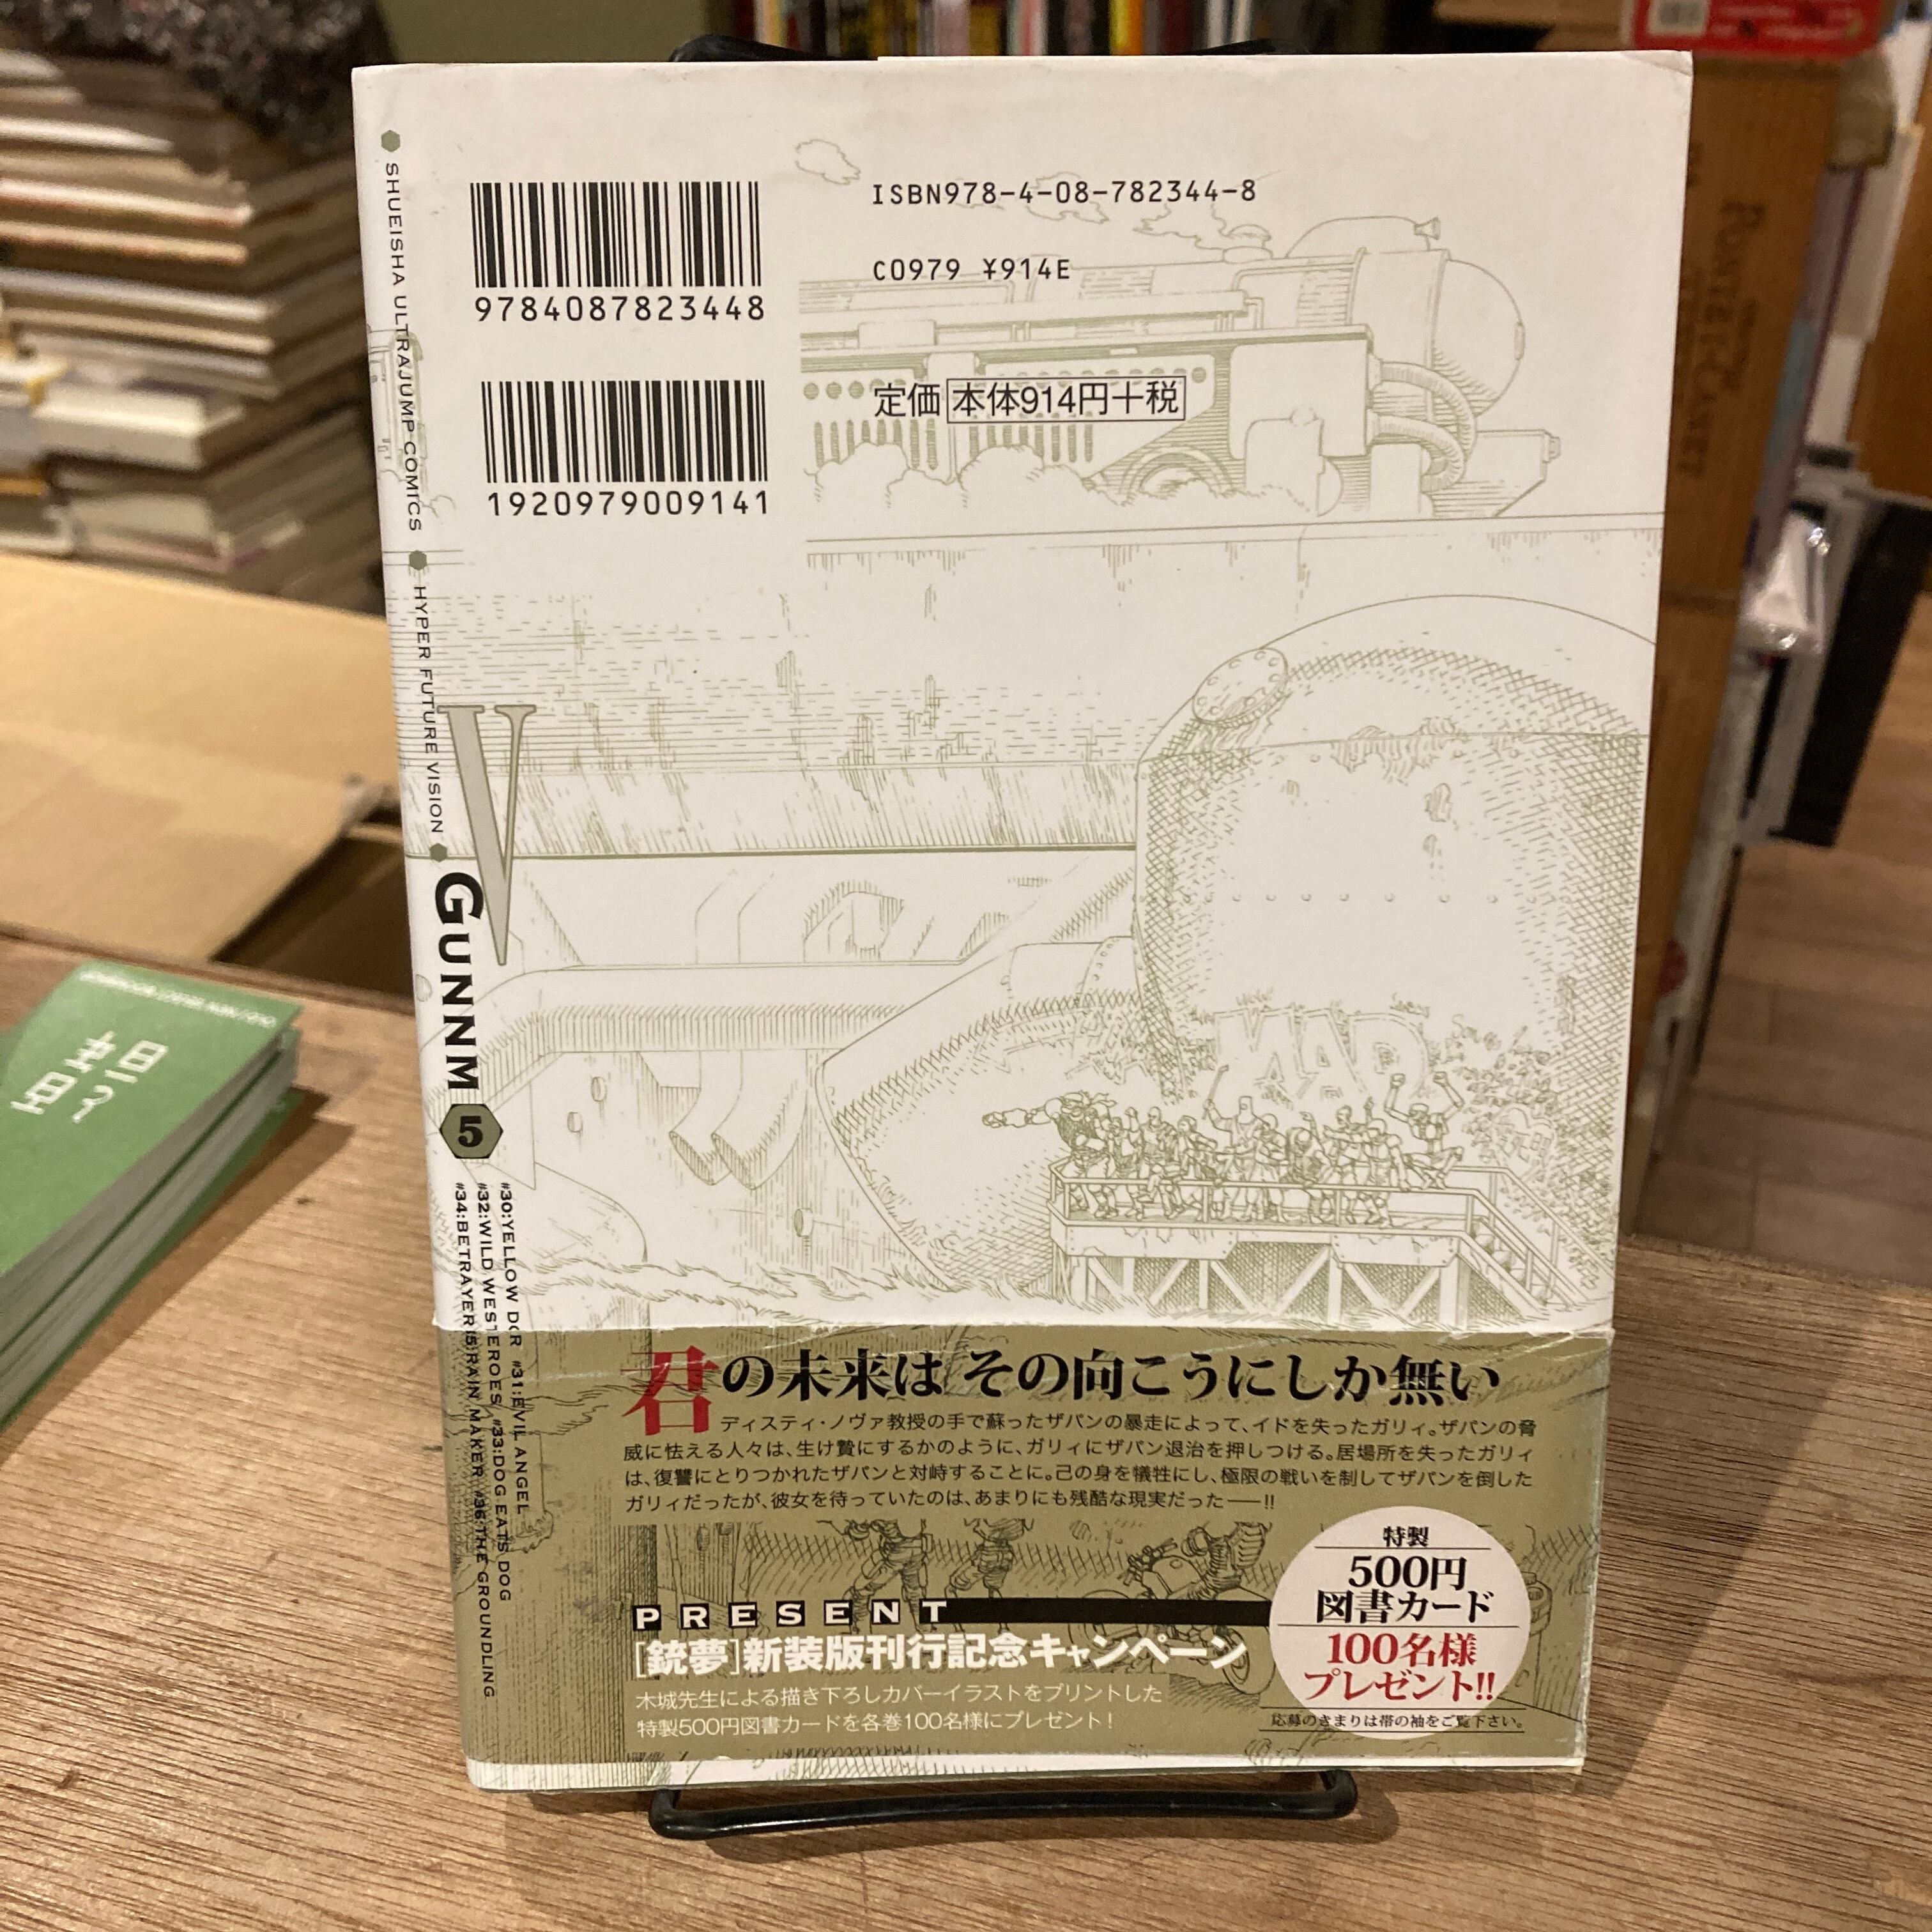 ISBN978-4-08-782344-8
C0979 ¥914E
9784087823448
定価 本体914円+税
1920979009141
SHUEISHA ULTRAJUMP COMICS
HYPER FUTURE VISION
V
GUNNM
5
#31:EVIL ANGEL
#33:DOG EATS DOG
#36:THE GROUNDLING
MAD
君の未来は その向こうにしか無い
ディスティ・ノヴァ教授の手で蘇ったザパンの暴走によって、イドを失ったガリィ。ザパンの脅
威に怯える人々は、生け贄にするかのように、ガリィにザパン退治を押しつける。居場所を失ったガリィ
は、復讐にとりつかれたザパンと対峙することに。己の身を犠牲にし、極限の戦いを制してザパンを倒した
ガリィだったが、彼女を待っていたのは、あまりにも残酷な現実だった――!!
PRESENT
[銃夢]新装版刊行記念キャンペーン
木城先生による描き下ろしカバーイラストをプリントした
特製500円図書カードを各巻100名様にプレゼント!
特製
500円
図書カード
100名様
プレゼント!!
応募のきまりは帯の袖をご覧下さい。